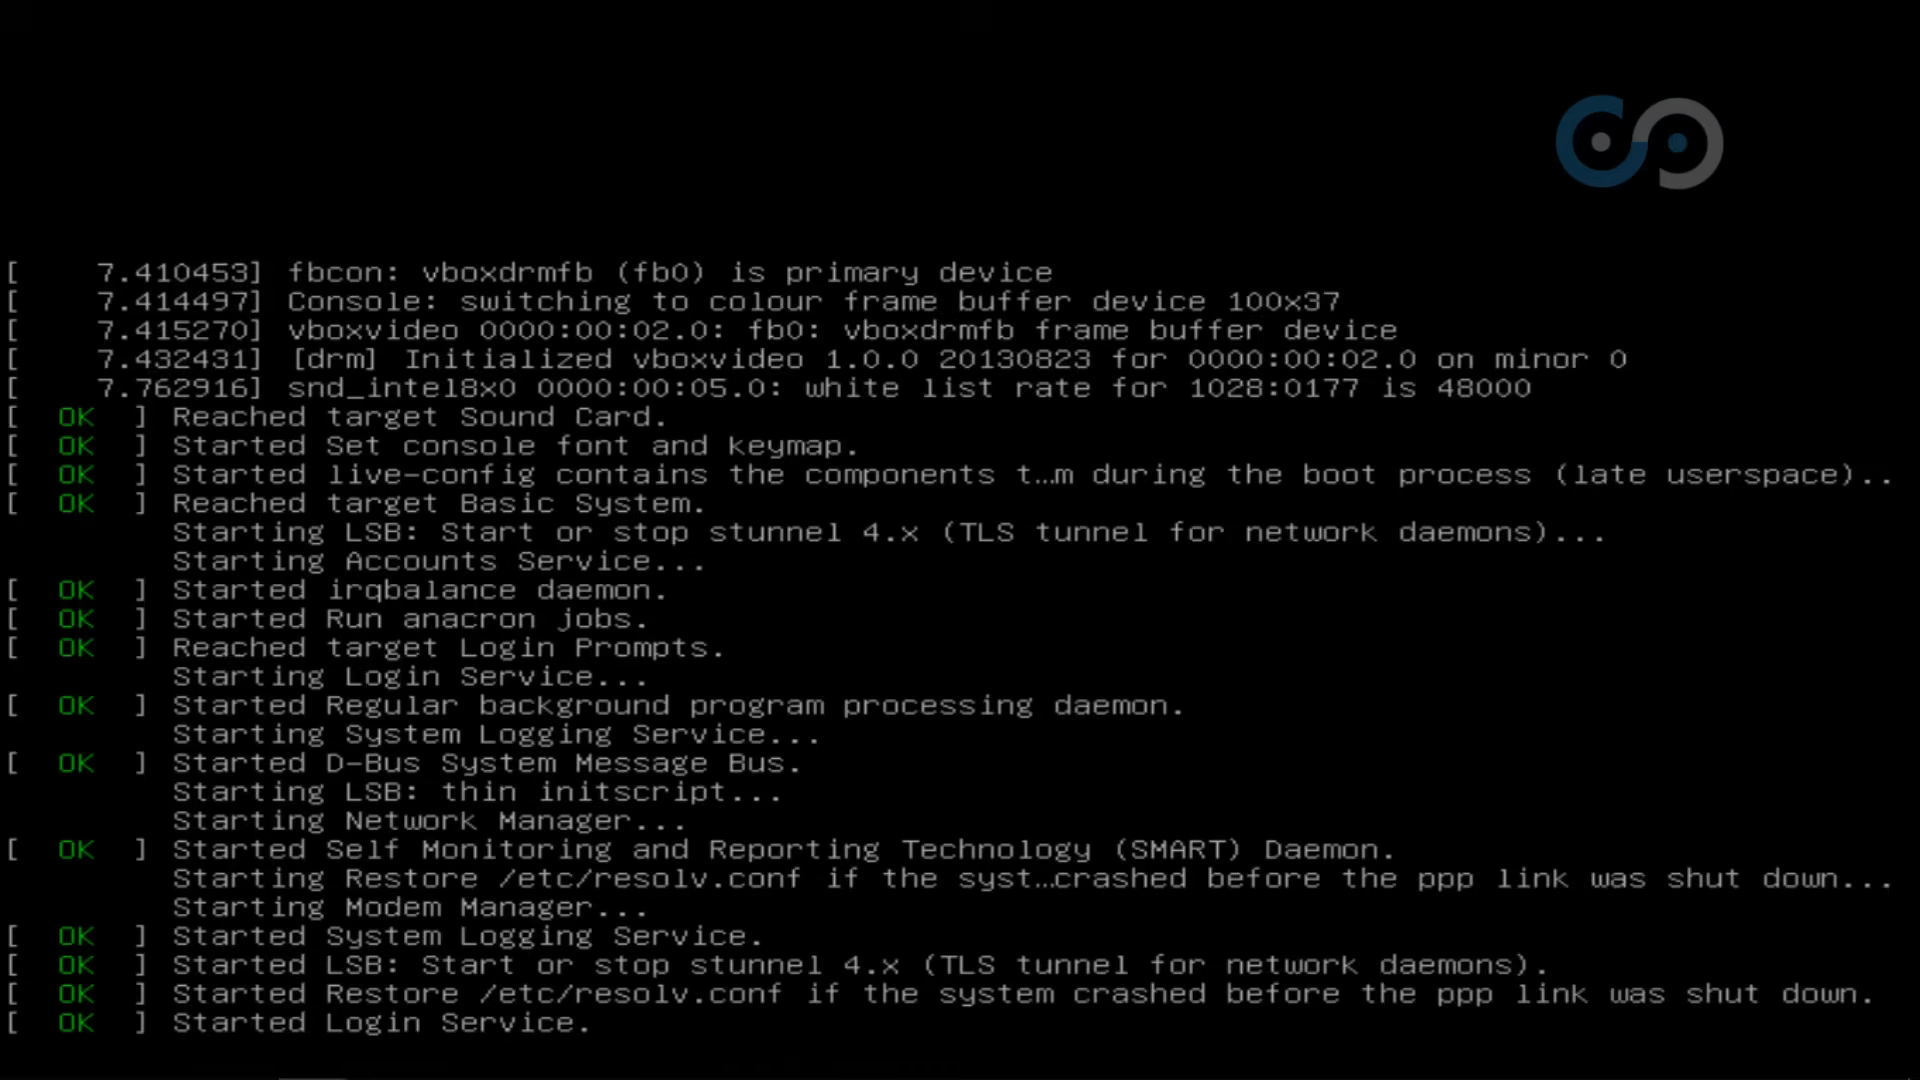 [    7.410453] fbcon: vboxdrmfb (fb0) is primary device
[    7.414497] Console: switching to colour frame buffer device 100x37
[    7.415270] vboxvideo 0000:00:02.0: fb0: vboxdrmfb frame buffer device
[    7.432431] [drm] Initialized vboxvideo 1.0.0 20130823 for 0000:00:02.0 on minor 0
[    7.762916] snd_intel8x0 0000:00:05.0: white list rate for 1028:0177 is 48000
[  OK  ] Reached target Sound Card.
[  OK  ] Started Set console font and keymap.
[  OK  ] Started live-config contains the components t…m during the boot process (late userspace)..
[  OK  ] Reached target Basic System.
         Starting LSB: Start or stop stunnel 4.x (TLS tunnel for network daemons)...
         Starting Accounts Service...
[  OK  ] Started irqbalance daemon.
[  OK  ] Started Run anacron jobs.
[  OK  ] Reached target Login Prompts.
         Starting Login Service...
[  OK  ] Started Regular background program processing daemon.
         Starting System Logging Service...
[  OK  ] Started D-Bus System Message Bus.
         Starting LSB: thin initscript...
         Starting Network Manager...
[  OK  ] Started Self Monitoring and Reporting Technology (SMART) Daemon.
         Starting Restore /etc/resolv.conf if the syst…crashed before the ppp link was shut down...
         Starting Modem Manager...
[  OK  ] Started System Logging Service.
[  OK  ] Started LSB: Start or stop stunnel 4.x (TLS tunnel for network daemons).
[  OK  ] Started Restore /etc/resolv.conf if the system crashed before the ppp link was shut down.
[  OK  ] Started Login Service.